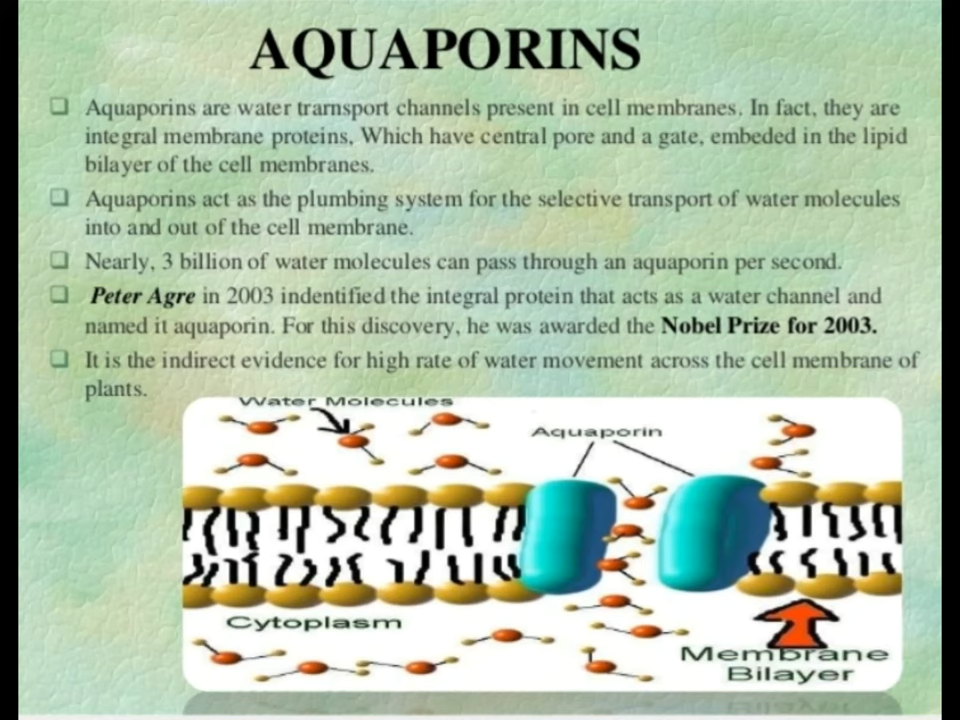 AQUAPORINS
Aquaporins are water trarnsport channels present in cell membranes. In fact, they are
integral membrane proteins, Which have central pore and a gate, embeded in the lipid
bilayer of the cell membranes.
Aquaporins act as the plumbing system for the selective transport of water molecules
into and out of the cell membrane.
Nearly, 3 billion of water molecules can pass through an aquaporin per second.
Peter Agre in 2003 indentified the integral protein that acts as a water channel and
named it aquaporin. For this discovery, he was awarded the Nobel Prize for 2003.
It is the indirect evidence for high rate of water movement across the cell membrane of
plants.
Water Molecules
Aquaporin
Cytoplasm
Membrane
Bilayer